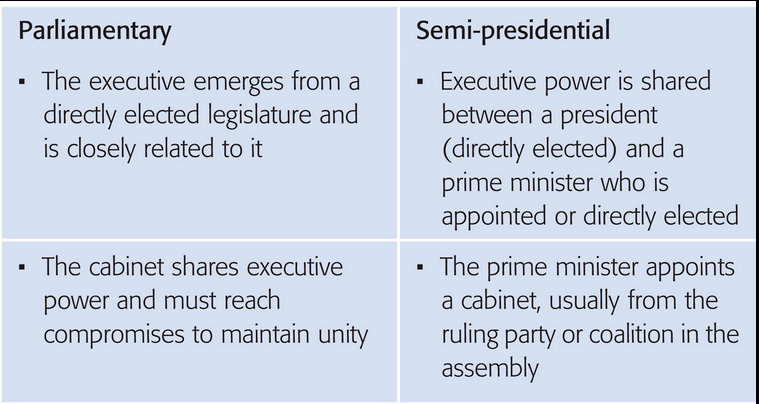 Parliamentary
▪ The executive emerges from a
directly elected legislature and
is closely related to it
▪ The cabinet shares executive
power and must reach
compromises to maintain unity
Semi-presidential
▪ Executive power is shared
between a president
(directly elected) and a
prime minister who is
appointed or directly elected
▪ The prime minister appoints
a cabinet, usually from the
ruling party or coalition in the
assembly